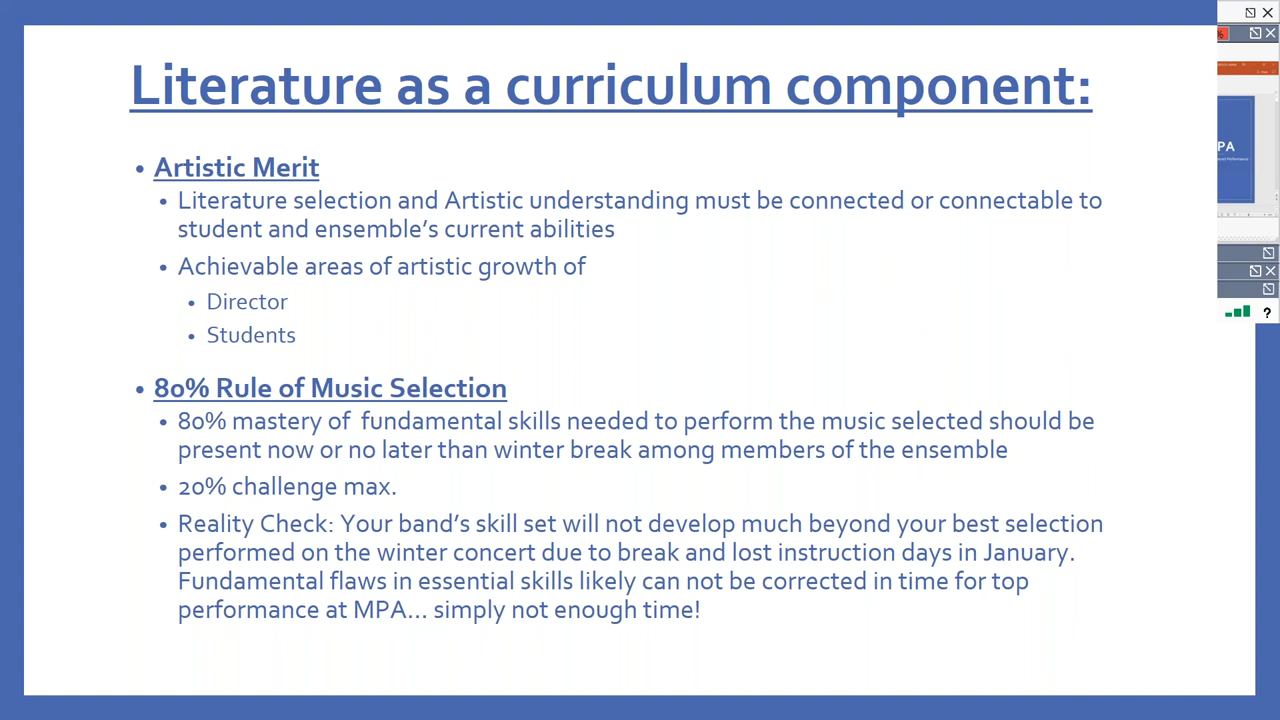 Literature as a curriculum component:
• Artistic Merit
• Literature selection and Artistic understanding must be connected or connectable to
student and ensemble’s current abilities
• Achievable areas of artistic growth of
• Director
• Students
• 80% Rule of Music Selection
• 80% mastery of  fundamental skills needed to perform the music selected should be
present now or no later than winter break among members of the ensemble
• 20% challenge max.
• Reality Check: Your band’s skill set will not develop much beyond your best selection
performed on the winter concert due to break and lost instruction days in January.
Fundamental flaws in essential skills likely can not be corrected in time for top
performance at MPA… simply not enough time!
%
PA
?